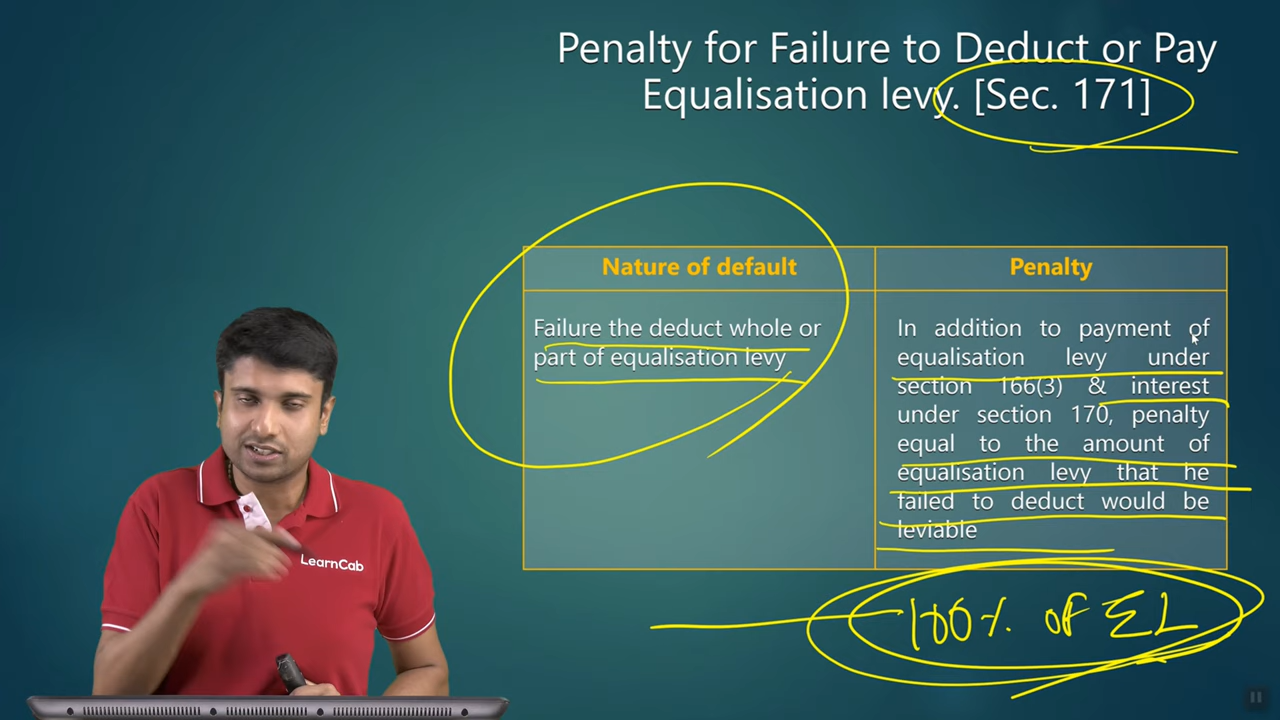 Penalty for Failure to Deduct or Pay
Equalisation levy. [Sec. 171]
Nature of default
Penalty
Failure the deduct whole or
part of equalisation levy
In addition to payment of
equalisation levy under
section 166(3) & interest
under section 170, penalty
equal to the amount of
equalisation levy that he
failed to deduct would be
leviable
100% of EL
LearnCab